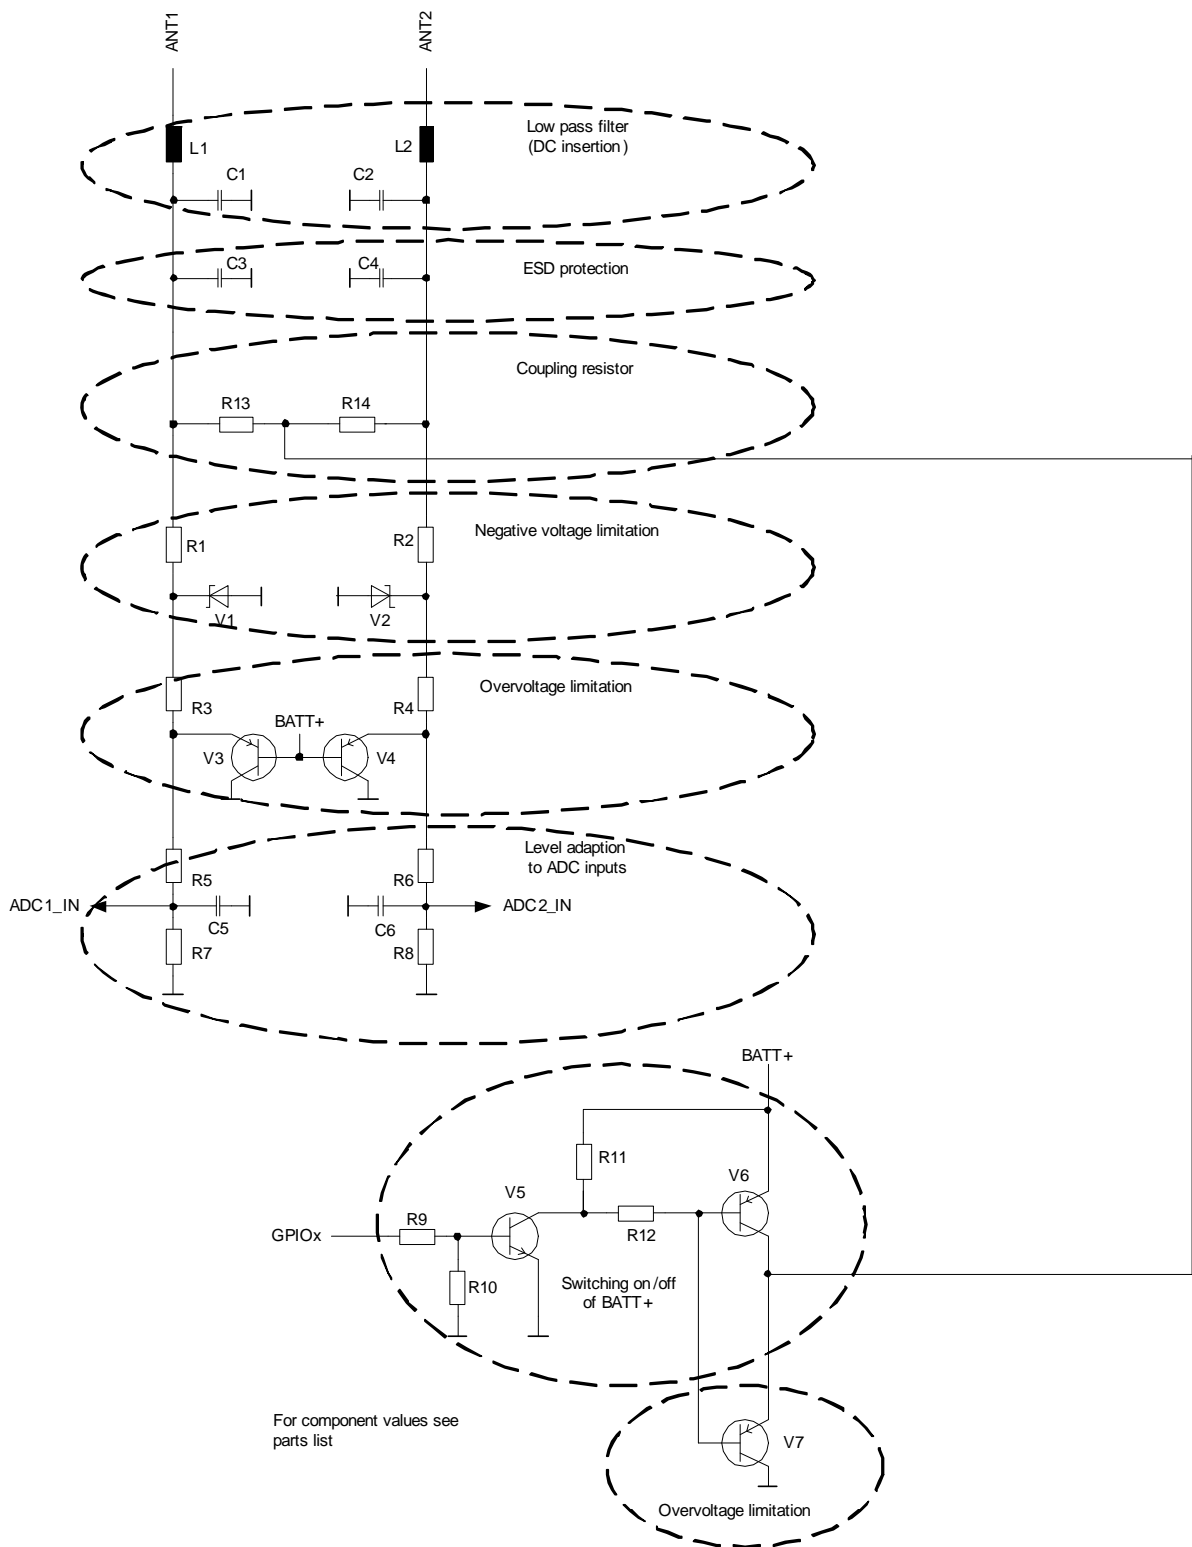 ANT1
ANT2
Low pass filter
(DC insertion)
L1
L2
C1
C2
C3
C4
ESD protection
Coupling resistor
R13
R14
Negative voltage limitation
R1
R2
V1
V2
Overvoltage limitation
R3
R4
BATT+
V3
V4
Level adaption
to ADC inputs
R5
R6
ADC1_IN
ADC2_IN
C5
C6
R7
R8
BATT+
R11
V6
V5
R9
R12
GPIOx
R10
Switching on/off
of BATT+
For component values see
parts list
V7
Overvoltage limitation